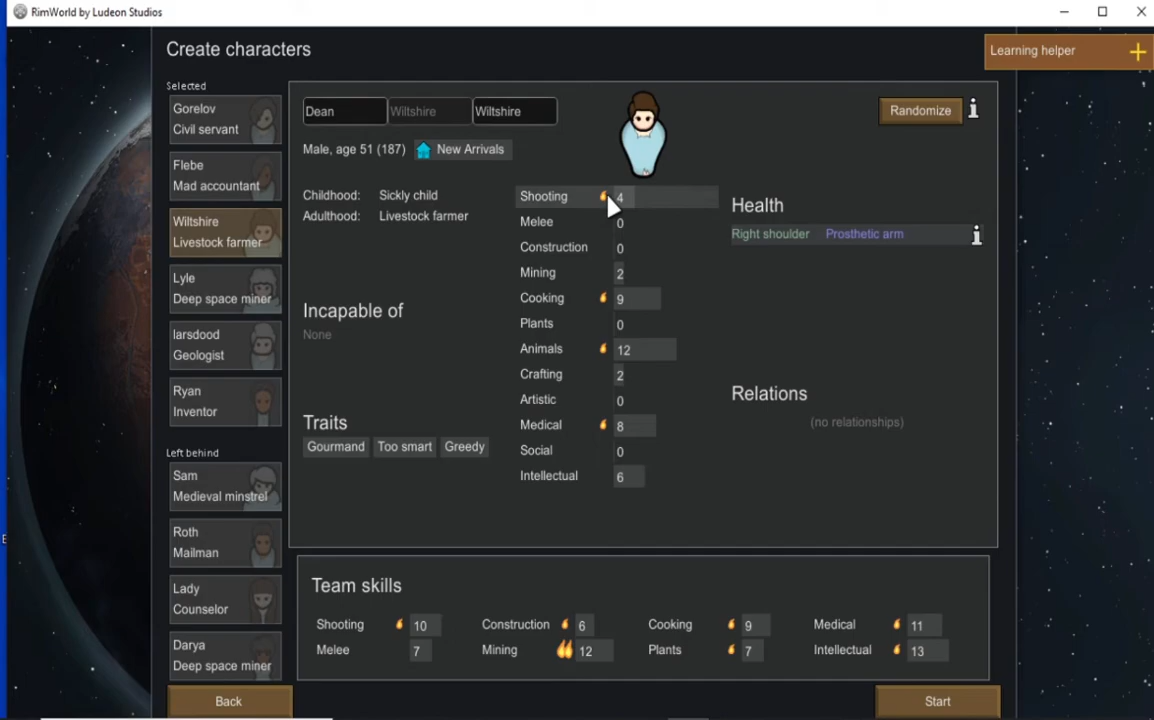 RimWorld by Ludeon Studios
Create characters
Learning helper
Selected
Gorelov
Civil servant
Flebe
Mad accountant
Wiltshire
Livestock farmer
Lyle
Deep space miner
larsdood
Geologist
Ryan
Inventor
Left behind
Sam
Medieval minstrel
Roth
Mailman
Lady
Counselor
Darya
Deep space miner
Dean Wiltshire Wiltshire
Randomize
Male, age 51 (187) New Arrivals
Childhood: Sickly child
Adulthood: Livestock farmer
Incapable of
None
Traits
Gourmand Too smart Greedy
Shooting 4
Melee 0
Construction 0
Mining 2
Cooking 9
Plants 0
Animals 12
Crafting 2
Artistic 0
Medical 8
Social 0
Intellectual 6
Health
Right shoulder Prosthetic arm
Relations
(no relationships)
Team skills
Shooting 10 Construction 6 Cooking 9 Medical 11
Melee 7 Mining 12 Plants 7 Intellectual 13
Back
Start